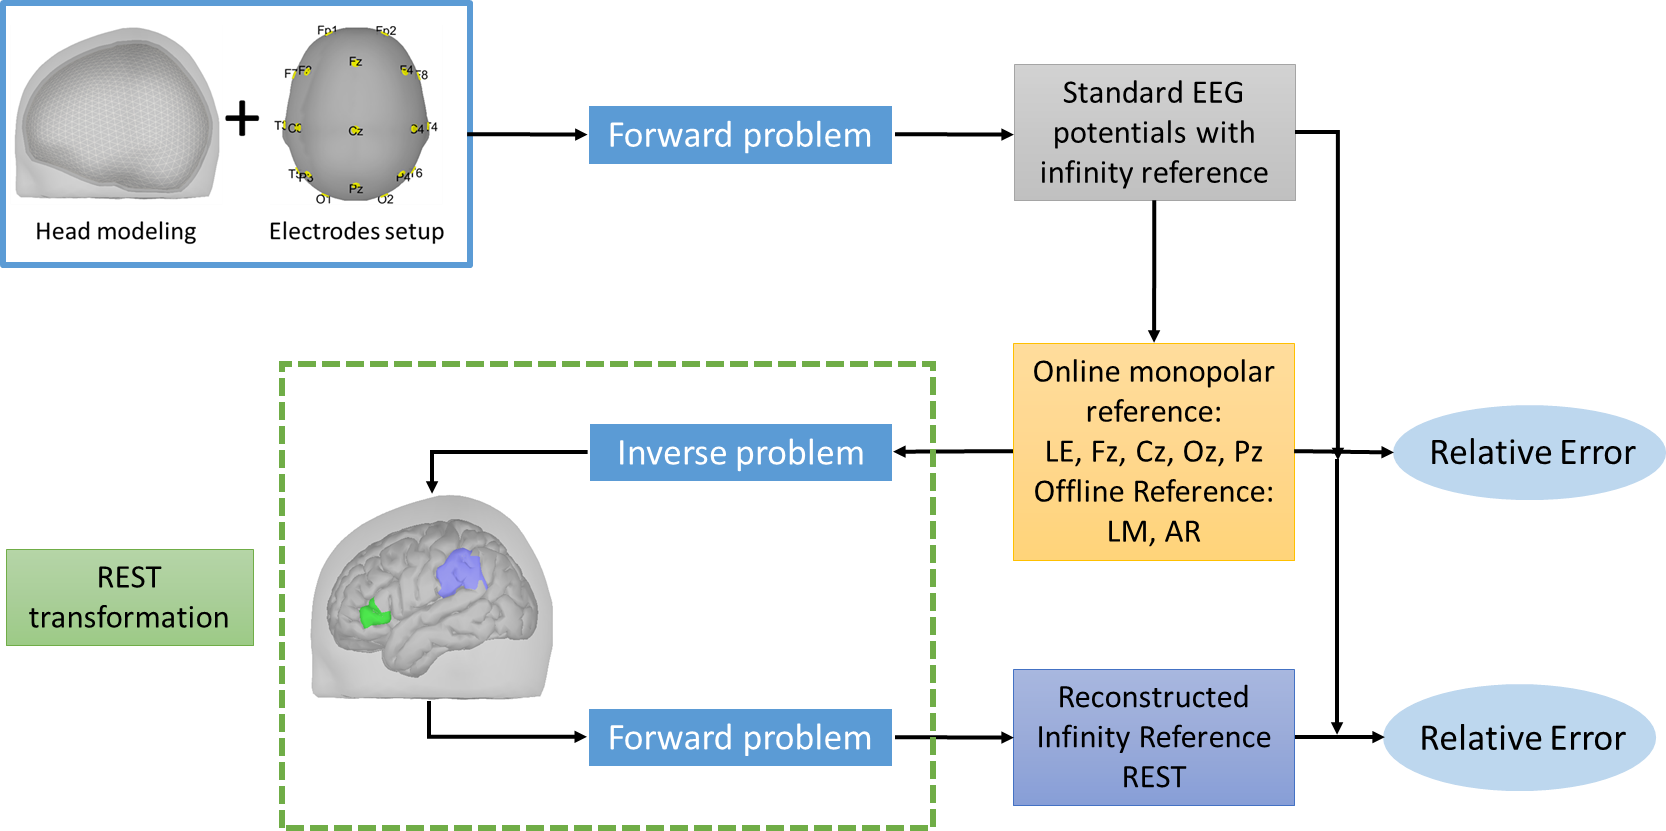 Fp1 Fp2
Fz
F7 F3 F4 F8
T3 C3 Cz C4 T4
P3 Pz P4
O1 O2
+
Head modeling
Electrodes setup
Forward problem
Standard EEG
potentials with
infinity reference
Online monopolar
reference:
LE, Fz, Cz, Oz, Pz
Offline Reference:
LM, AR
Relative Error
Inverse problem
REST
transformation
Forward problem
Reconstructed
Infinity Reference
REST
Relative Error